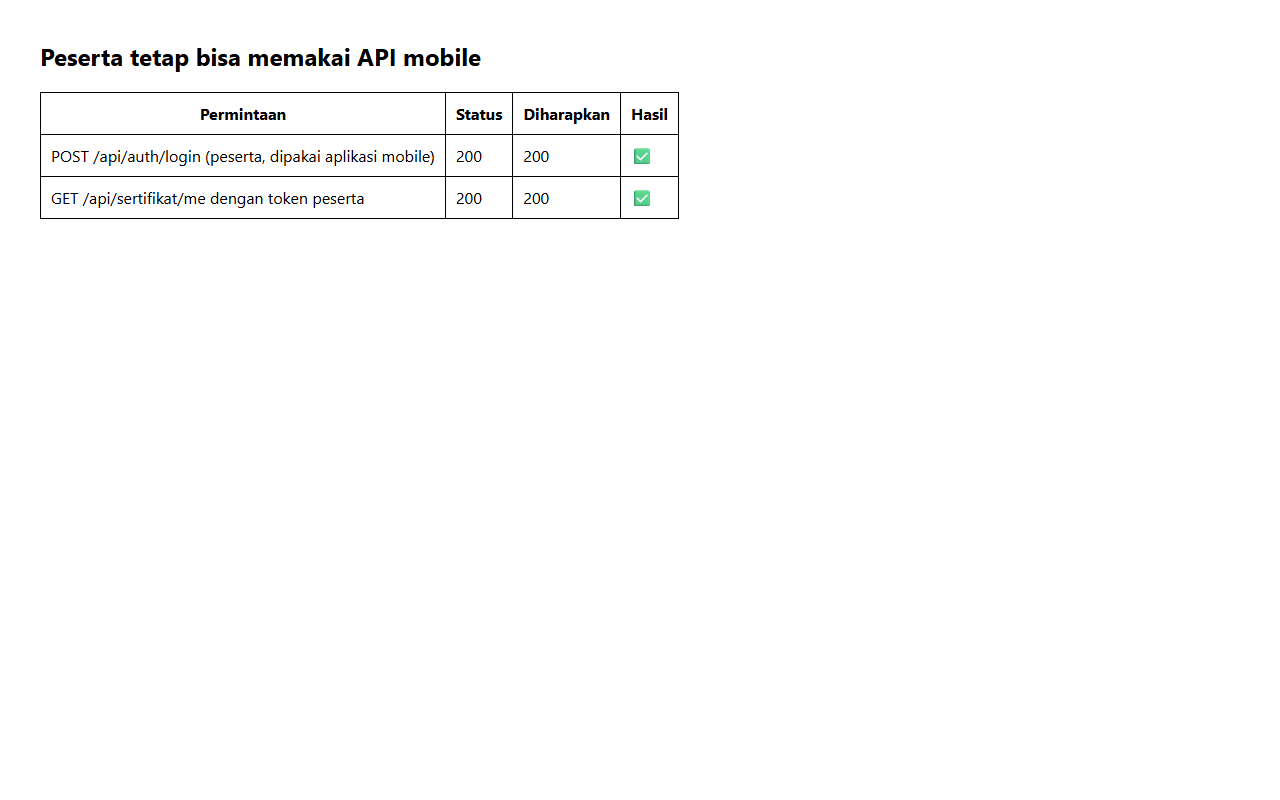 Peserta tetap bisa memakai API mobile
Permintaan Status Diharapkan Hasil
POST /api/auth/login (peserta, dipakai aplikasi mobile) 200 200 ✅
GET /api/sertifikat/me dengan token peserta 200 200 ✅